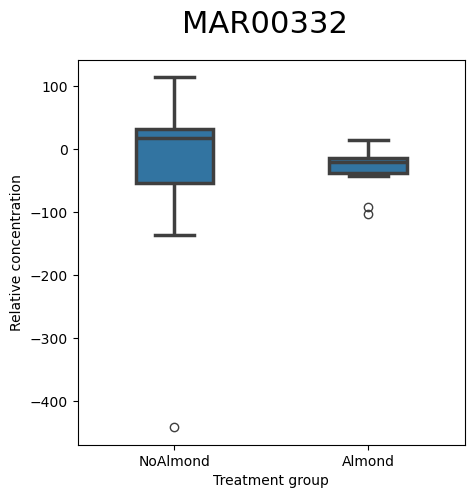 MAR00332
Relative concentration
100
0
−100
−200
−300
−400
NoAlmond
Almond
Treatment group